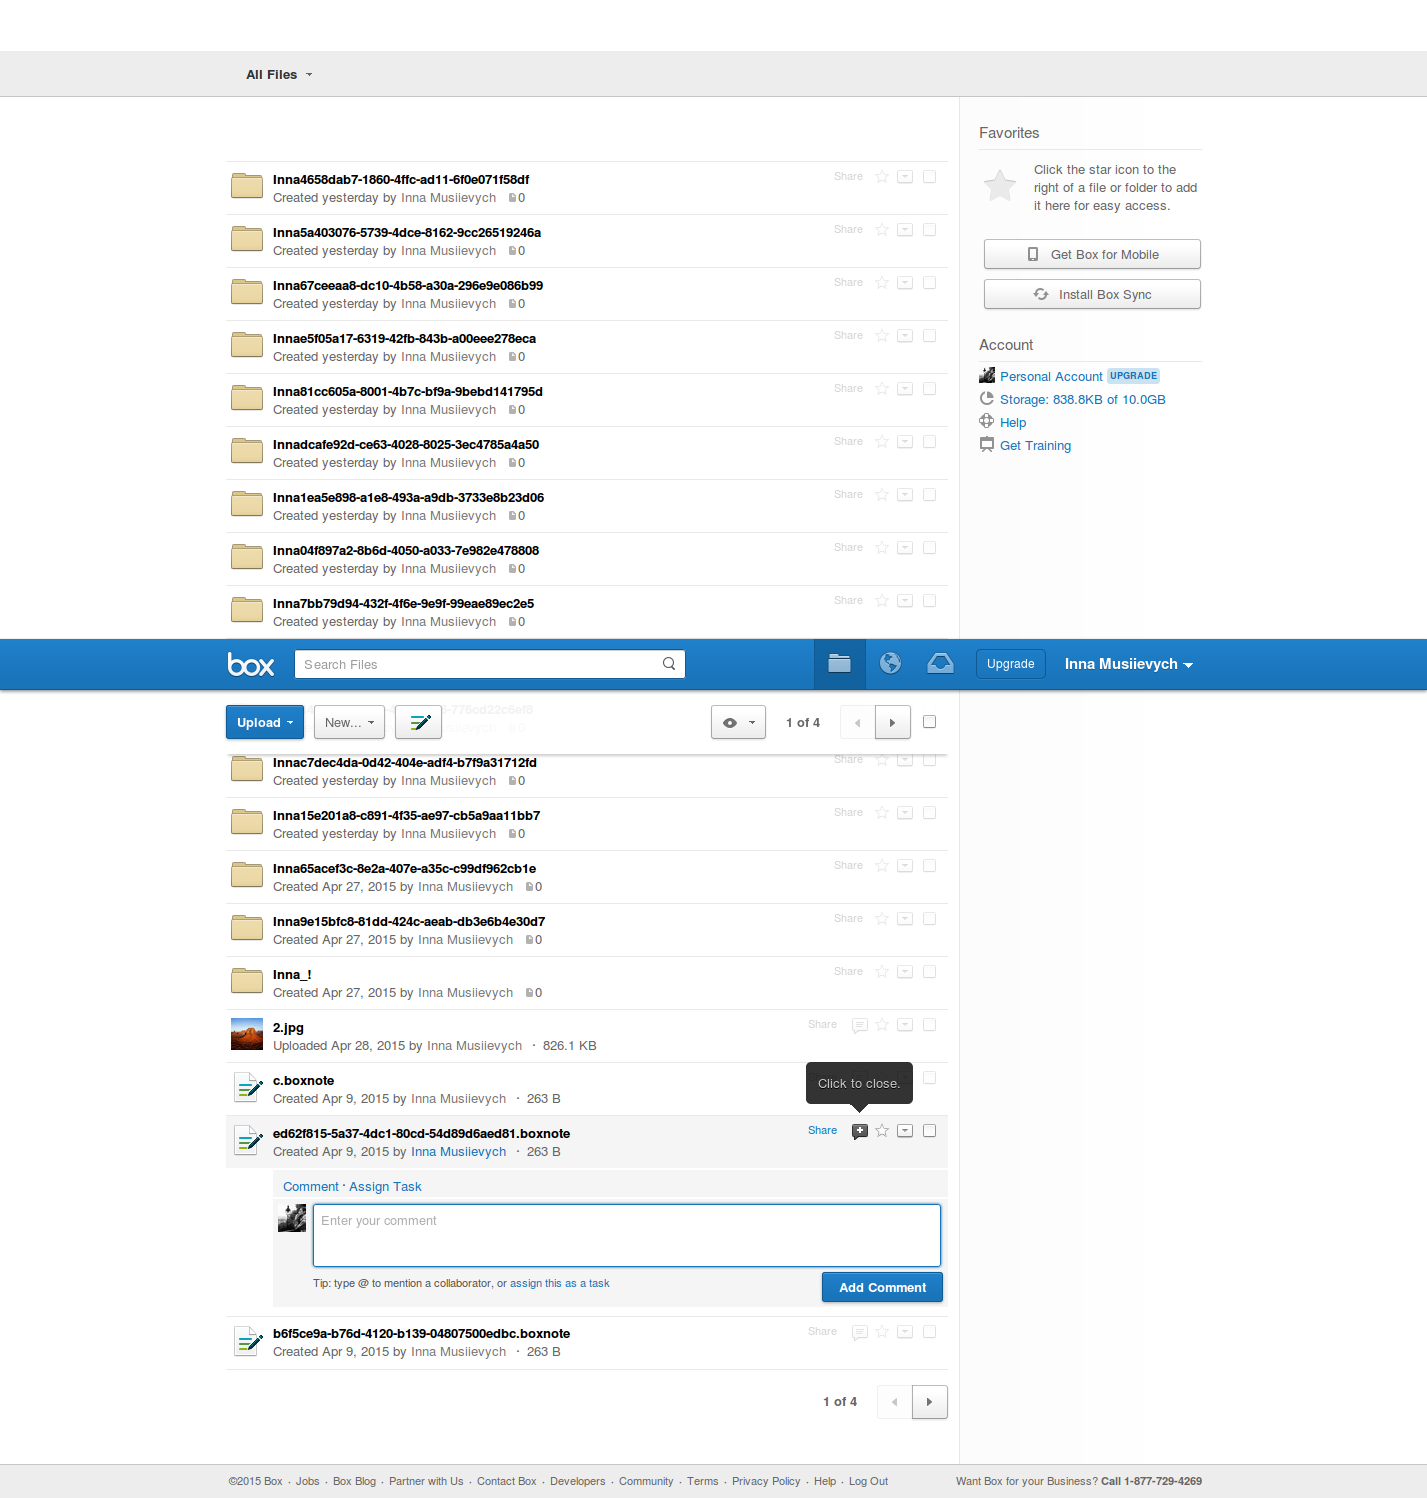 All Files
Favorites
Click the star icon to the
right of a file or folder to add
it here for easy access.
Get Box for Mobile
Install Box Sync
Account
Personal Account UPGRADE
Storage: 838.8KB of 10.0GB
Help
Get Training
Inna4658dab7-1860-4ffc-ad11-6f0e071f58df Share
Created yesterday by Inna Musiievych 0
Inna5a403076-5739-4dce-8162-9cc26519246a Share
Created yesterday by Inna Musiievych 0
Inna67ceeaa8-dc10-4b58-a30a-296e9e086b99 Share
Created yesterday by Inna Musiievych 0
Innae5f05a17-6319-42fb-843b-a00eee278eca Share
Created yesterday by Inna Musiievych 0
Inna81cc605a-8001-4b7c-bf9a-9bebd141795d Share
Created yesterday by Inna Musiievych 0
Innadcafe92d-ce63-4028-8025-3ec4785a4a50 Share
Created yesterday by Inna Musiievych 0
Inna1ea5e898-a1e8-493a-a9db-3733e8b23d06 Share
Created yesterday by Inna Musiievych 0
Inna04f897a2-8b6d-4050-a033-7e982e478808 Share
Created yesterday by Inna Musiievych 0
Inna7bb79d94-432f-4f6e-9e9f-99eae89ec2e5 Share
Created yesterday by Inna Musiievych 0
box Search Files Upgrade Inna Musiievych
Upload New... 1 of 4
Innac7dec4da-0d42-404e-adf4-b7f9a31712fd Share
Created yesterday by Inna Musiievych 0
Inna15e201a8-c891-4f35-ae97-cb5a9aa11bb7 Share
Created yesterday by Inna Musiievych 0
Inna65acef3c-8e2a-407e-a35c-c99df962cb1e Share
Created Apr 27, 2015 by Inna Musiievych 0
Inna9e15bfc8-81dd-424c-aeab-db3e6b4e30d7 Share
Created Apr 27, 2015 by Inna Musiievych 0
Inna_! Share
Created Apr 27, 2015 by Inna Musiievych 0
2.jpg Share
Uploaded Apr 28, 2015 by Inna Musiievych · 826.1 KB
c.boxnote
Created Apr 9, 2015 by Inna Musiievych · 263 B
Click to close.
ed62f815-5a37-4dc1-80cd-54d89d6aed81.boxnote Share
Created Apr 9, 2015 by Inna Musiievych · 263 B
Comment · Assign Task
Enter your comment
Tip: type @ to mention a collaborator, or assign this as a task
Add Comment
b6f5ce9a-b76d-4120-b139-04807500edbc.boxnote Share
Created Apr 9, 2015 by Inna Musiievych · 263 B
1 of 4
©2015 Box · Jobs · Box Blog · Partner with Us · Contact Box · Developers · Community · Terms · Privacy Policy · Help · Log Out
Want Box for your Business? Call 1-877-729-4269